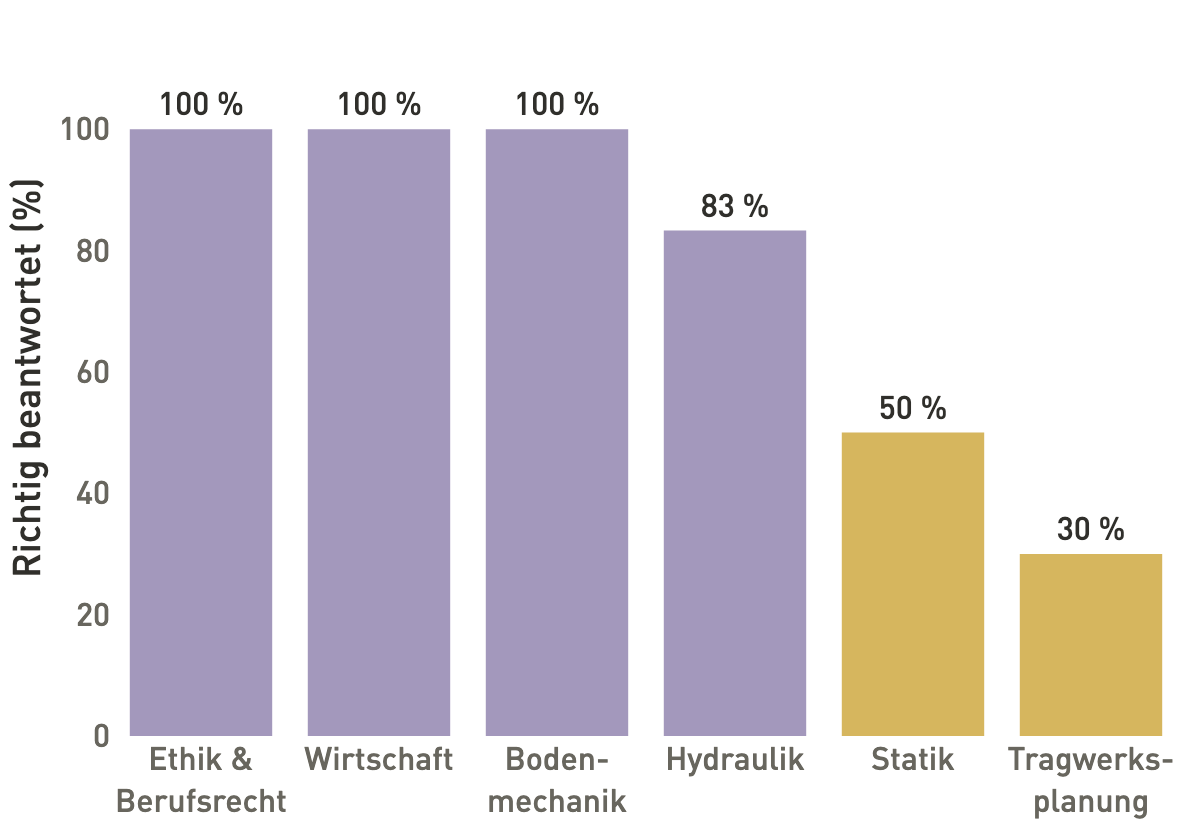 Richtig beantwortet (%)
100
80
60
40
20
0
100 %
100 %
100 %
83 %
50 %
30 %
Ethik &
Berufsrecht
Wirtschaft
Boden-
mechanik
Hydraulik
Statik
Tragwerks-
planung